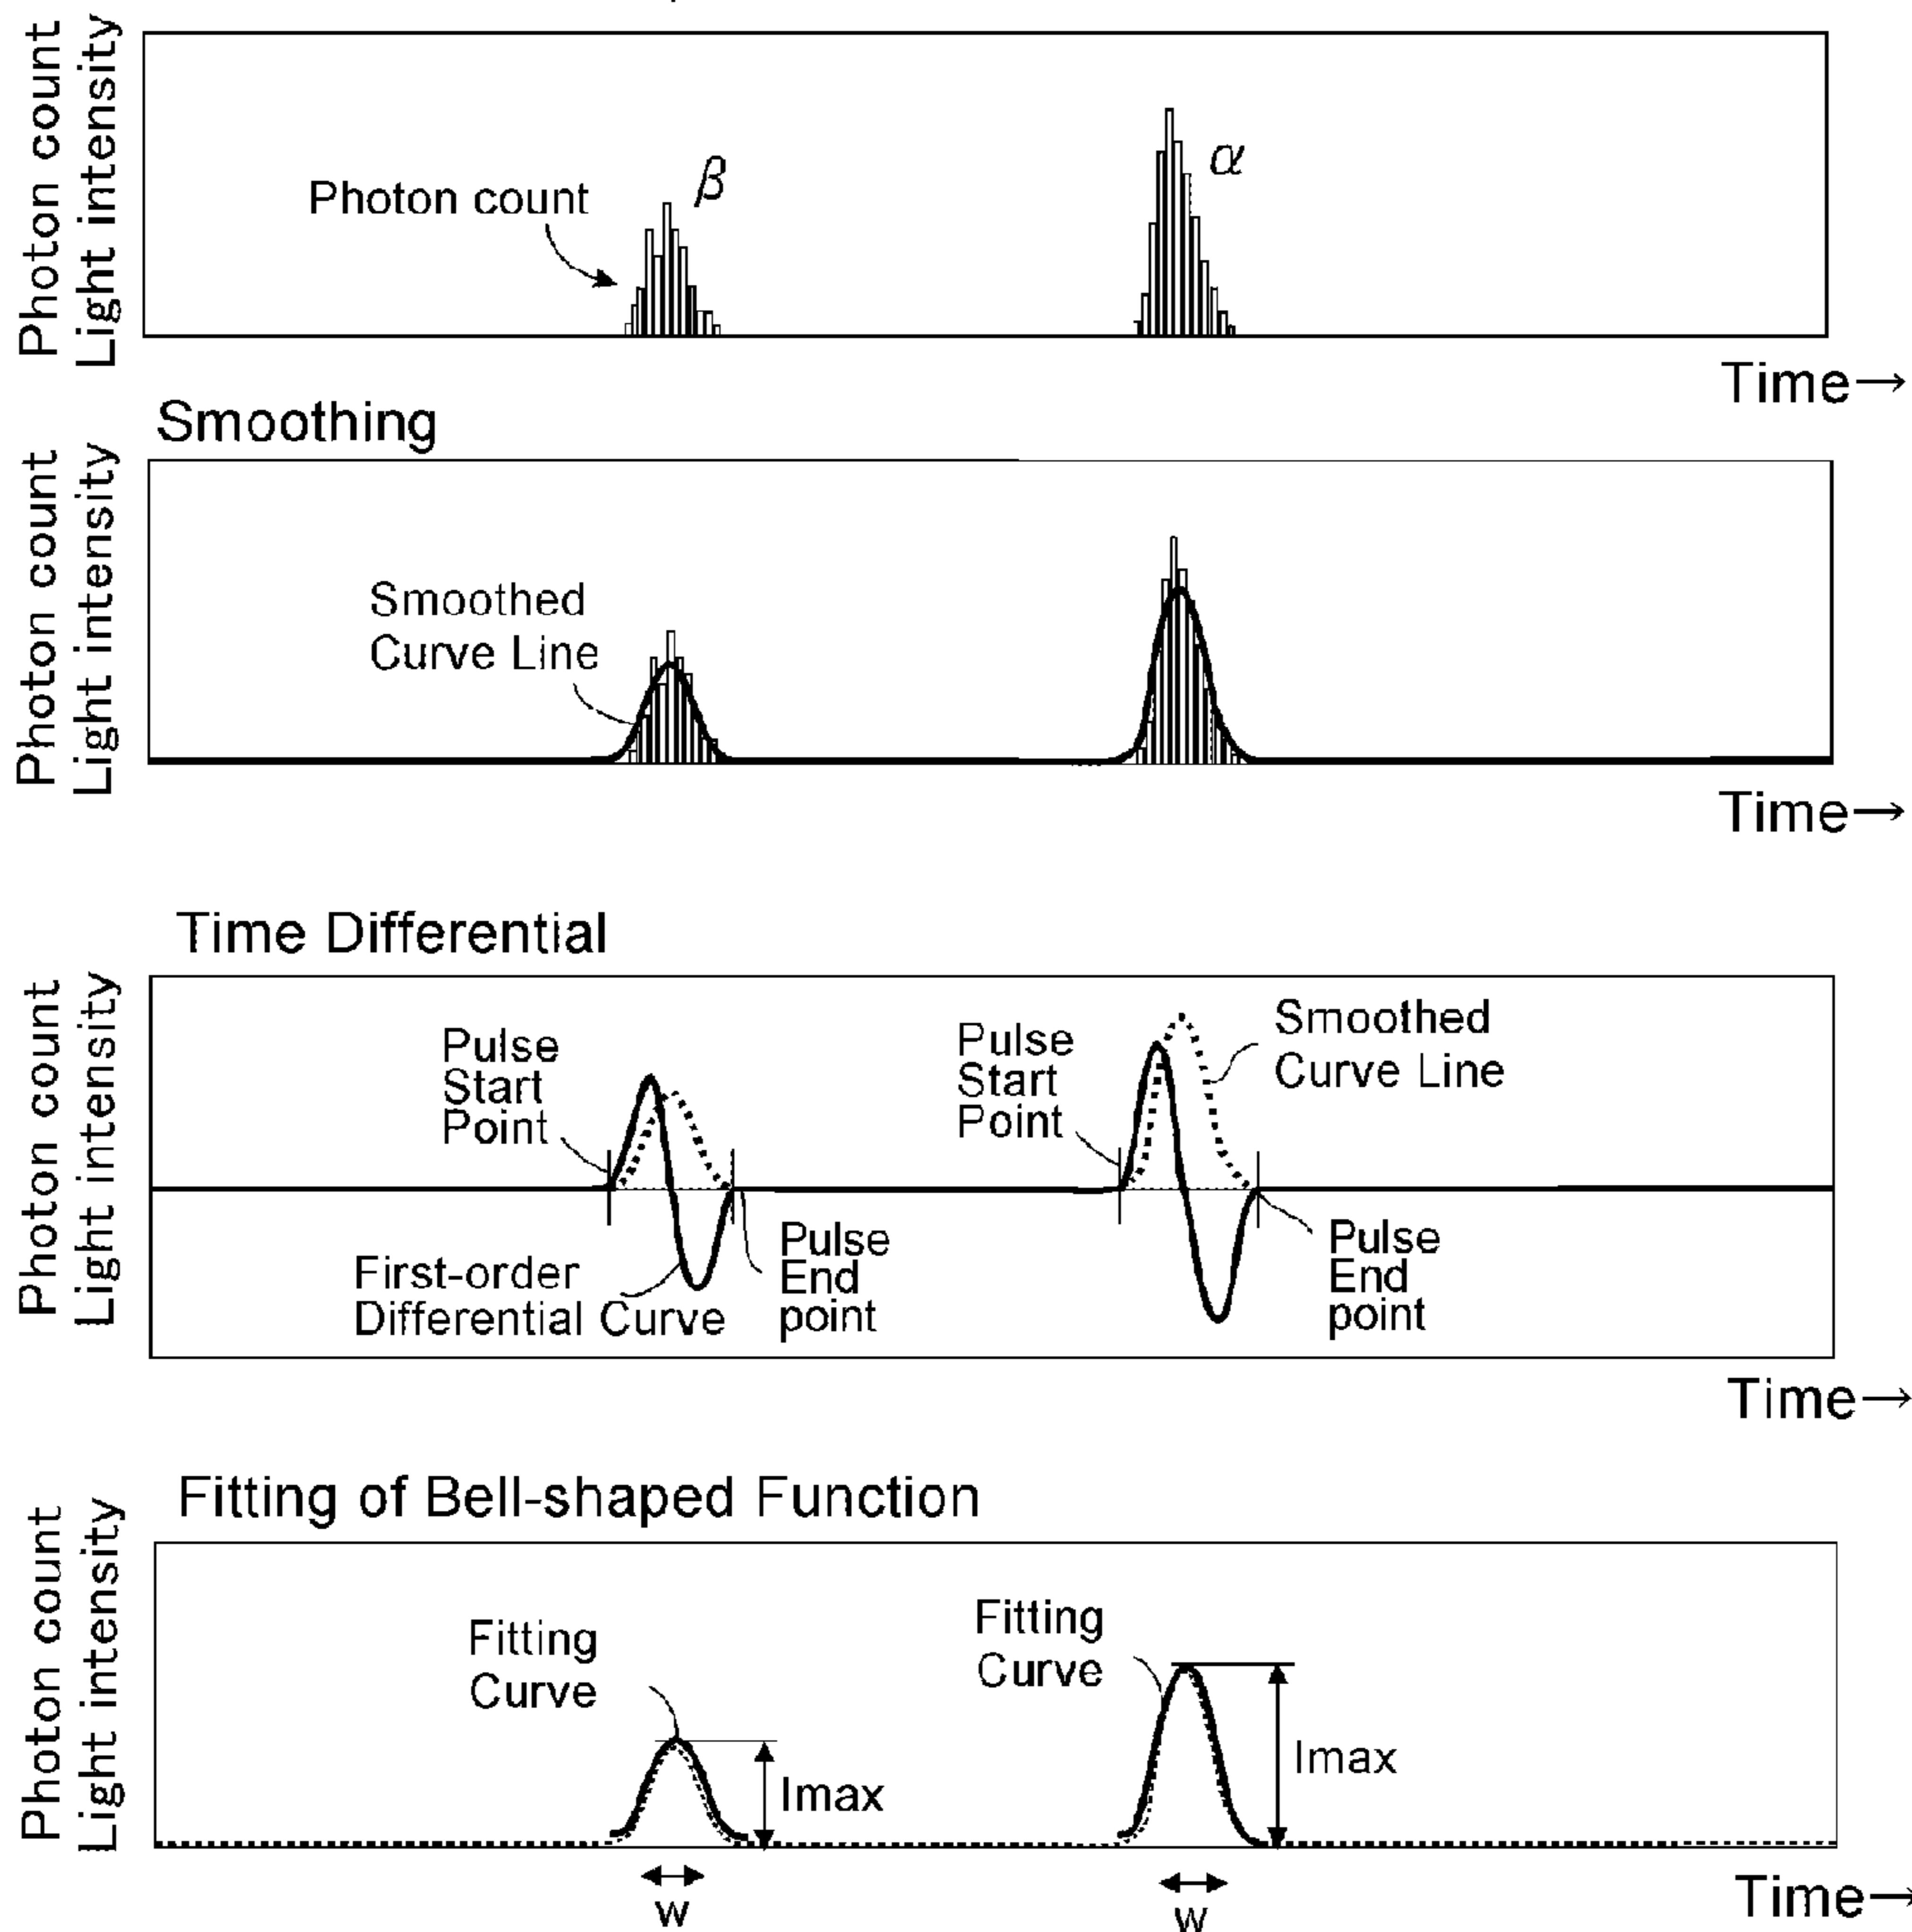 Photon count
Light intensity
β
α
Photon count
Time→
Smoothing
Photon count
Light intensity
Smoothed
Curve Line
Time→
Time Differential
Photon count
Light intensity
Pulse
Start
Point
Pulse
Start
Point
Smoothed
Curve Line
First-order
Differential Curve
Pulse
End
point
Pulse
End
point
Time→
Fitting of Bell-shaped Function
Photon count
Light intensity
Fitting
Curve
Fitting
Curve
Imax
Imax
w
w
Time→